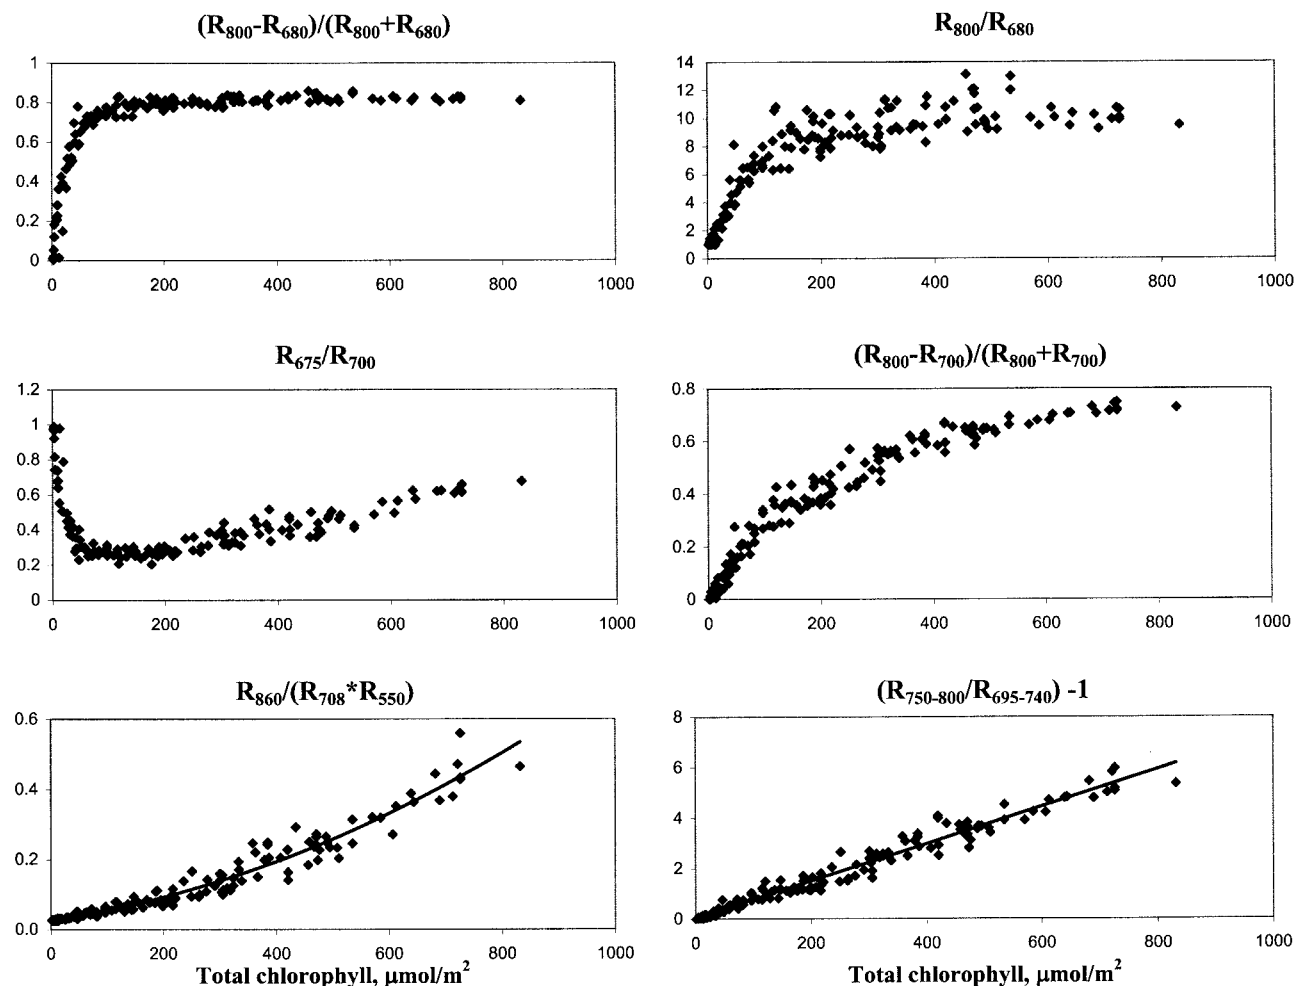 (R800-R680)/(R800+R680)
1
0.8
0.6
0.4
0.2
0
0 200 400 600 800 1000
R800/R680
14
12
10
8
6
4
2
0
0 200 400 600 800 1000
R675/R700
1.2
1
0.8
0.6
0.4
0.2
0
0 200 400 600 800 1000
(R800-R700)/(R800+R700)
0.8
0.6
0.4
0.2
0
0 200 400 600 800 1000
R860/(R708*R550)
0.6
0.4
0.2
0.0
0 200 400 600 800 1000
Total chlorophyll, μmol/m²
(R750-800/R695-740) -1
8
6
4
2
0
0 200 400 600 800 1000
Total chlorophyll, μmol/m²